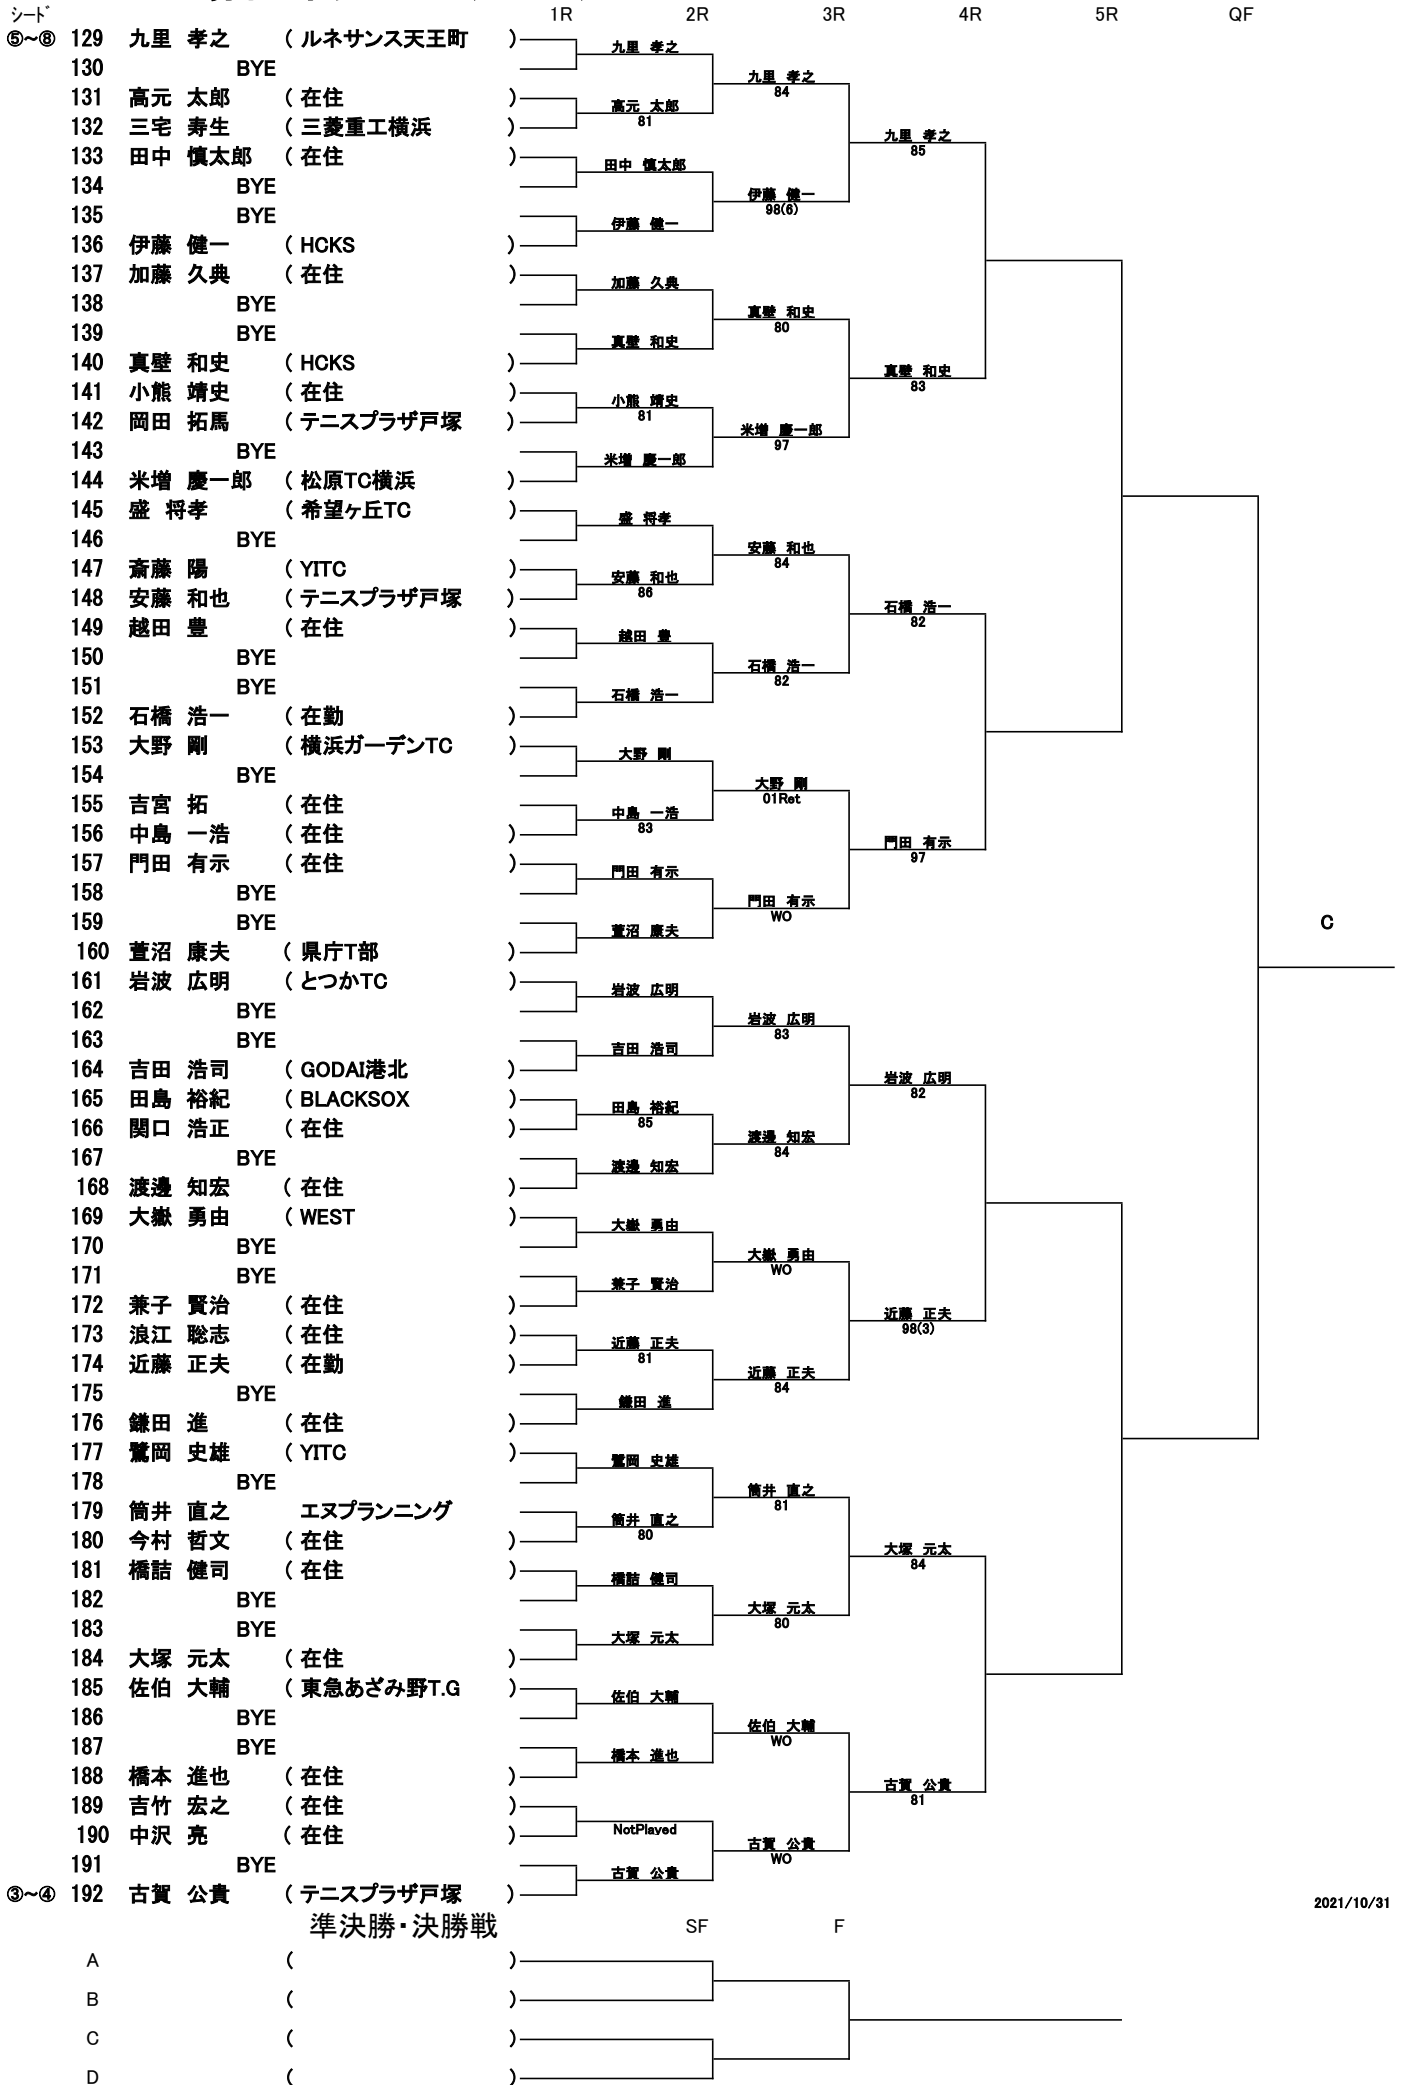 シード 1R 2R 3R 4R 5R QF
⑤～⑧ 129 九里 孝之 ( ルネサンス天王町 )
九里 孝之
130 BYE
九里 孝之
84
131 高元 太郎 ( 在住 )
高元 太郎
81
132 三宅 寿生 ( 三菱重工横浜 )
九里 孝之
85
133 田中 慎太郎 ( 在住 )
田中 慎太郎
134 BYE
伊藤 健一
98(6)
135 BYE
伊藤 健一
136 伊藤 健一 ( HCKS )
137 加藤 久典 ( 在住 )
加藤 久典
138 BYE
真壁 和史
80
139 BYE
真壁 和史
140 真壁 和史 ( HCKS )
真壁 和史
83
141 小熊 靖史 ( 在住 )
小熊 靖史
81
142 岡田 拓馬 ( テニスプラザ戸塚 )
米増 慶一郎
97
143 BYE
米増 慶一郎
144 米増 慶一郎 ( 松原TC横浜 )
145 盛 将孝 ( 希望ヶ丘TC )
盛 将孝
146 BYE
安藤 和也
84
147 斎藤 陽 ( YITC )
安藤 和也
86
148 安藤 和也 ( テニスプラザ戸塚 )
石橋 浩一
82
149 越田 豊 ( 在住 )
越田 豊
150 BYE
石橋 浩一
82
151 BYE
石橋 浩一
152 石橋 浩一 ( 在勤 )
153 大野 剛 ( 横浜ガーデンTC )
大野 剛
154 BYE
大野 剛
01Ret
155 吉宮 拓 ( 在住 )
中島 一浩
83
156 中島 一浩 ( 在住 )
門田 有示
97
157 門田 有示 ( 在住 )
門田 有示
158 BYE
門田 有示
WO
159 BYE
C
萱沼 康夫
160 萱沼 康夫 ( 県庁T部 )
161 岩波 広明 ( とつかTC )
岩波 広明
162 BYE
岩波 広明
83
163 BYE
吉田 浩司
164 吉田 浩司 ( GODAI港北 )
岩波 広明
82
165 田島 裕紀 ( BLACKSOX )
田島 裕紀
85
166 関口 浩正 ( 在住 )
渡邊 知宏
84
167 BYE
渡邊 知宏
168 渡邊 知宏 ( 在住 )
169 大嶽 勇由 ( WEST )
大嶽 勇由
170 BYE
大嶽 勇由
WO
171 BYE
兼子 賢治
172 兼子 賢治 ( 在住 )
近藤 正夫
98(3)
173 浪江 聡志 ( 在住 )
近藤 正夫
81
174 近藤 正夫 ( 在勤 )
近藤 正夫
84
175 BYE
鎌田 進
176 鎌田 進 ( 在住 )
177 鷲岡 史雄 ( YITC )
鷲岡 史雄
178 BYE
筒井 直之
81
179 筒井 直之 エヌプランニング
筒井 直之
80
180 今村 哲文 ( 在住 )
大塚 元太
84
181 橋詰 健司 ( 在住 )
橋詰 健司
182 BYE
大塚 元太
80
183 BYE
大塚 元太
184 大塚 元太 ( 在住 )
185 佐伯 大輔 ( 東急あざみ野T.G )
佐伯 大輔
186 BYE
佐伯 大輔
WO
187 BYE
橋本 進也
188 橋本 進也 ( 在住 )
古賀 公貴
81
189 吉竹 宏之 ( 在住 )
NotPlayed
190 中沢 亮 ( 在住 )
古賀 公貴
WO
191 BYE
古賀 公貴
③～④ 192 古賀 公貴 ( テニスプラザ戸塚 )
2021/10/31
準決勝・決勝戦 SF F
A ( )
B ( )
C ( )
D ( )